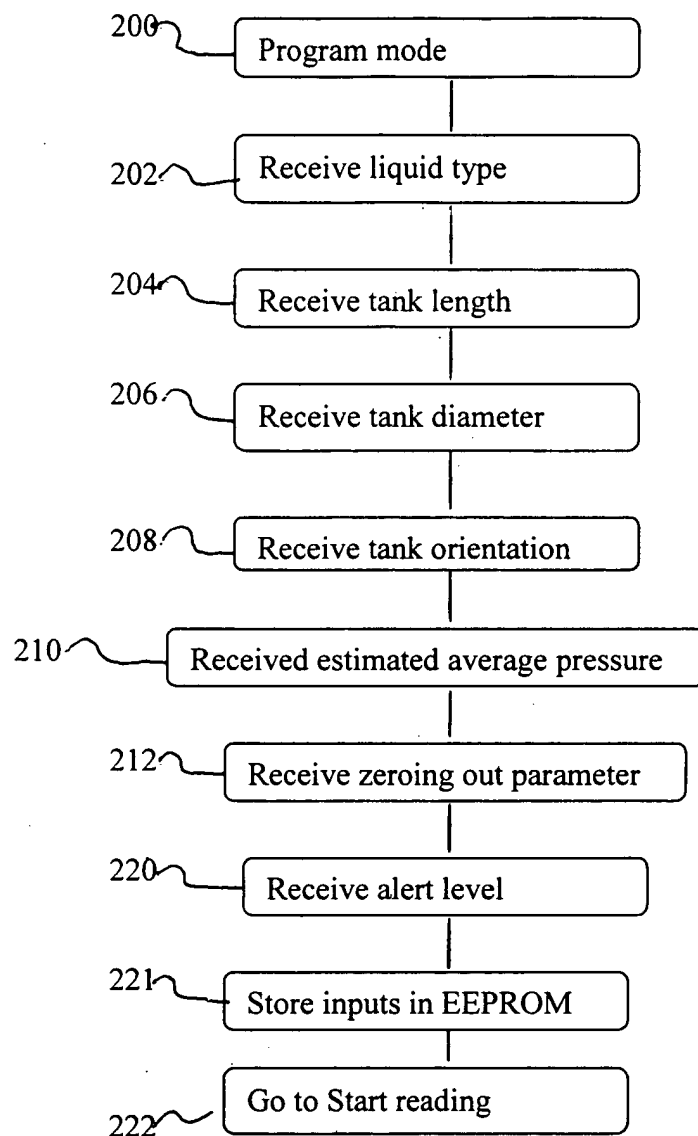 200
Program mode
202
Receive liquid type
204
Receive tank length
206
Receive tank diameter
208
Receive tank orientation
210
Received estimated average pressure
212
Receive zeroing out parameter
220
Receive alert level
221
Store inputs in EEPROM
222
Go to Start reading